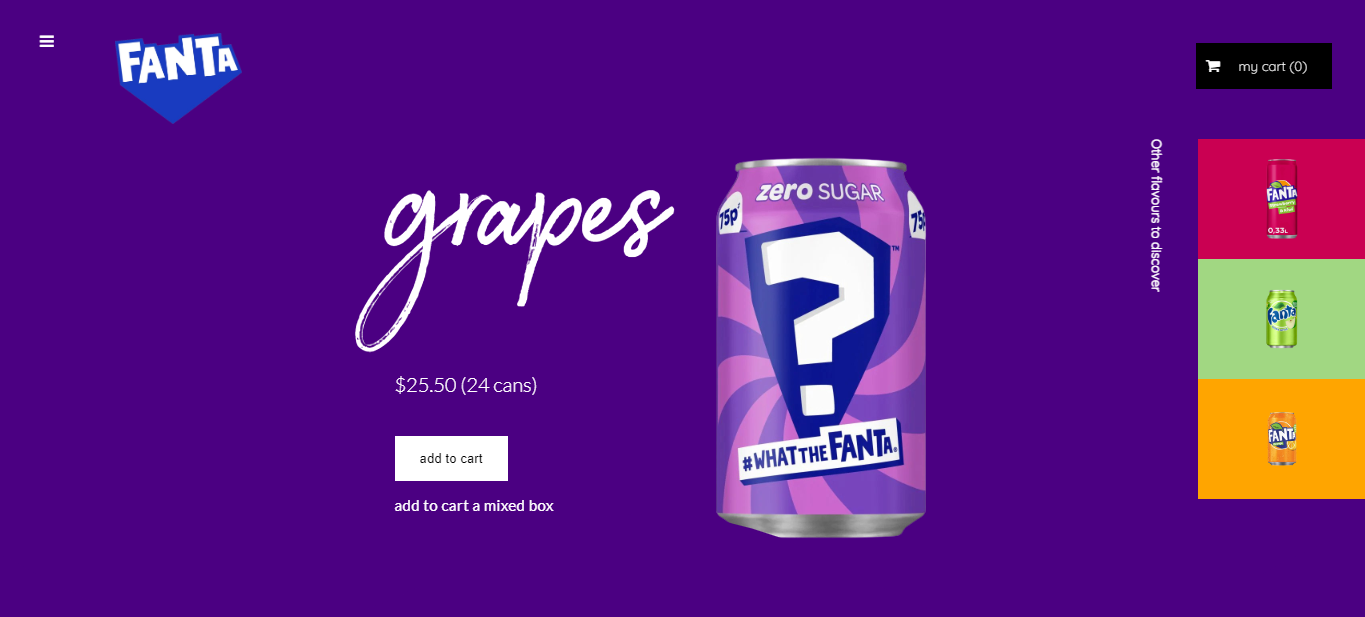 FANTA
my cart (0)
grapes
$25.50 (24 cans)
add to cart
add to cart a mixed box
zero SUGAR
75p
75p
?
TM
#WHATTHEFANTA
Other flavours to discover
FANTA
0,33L
Fanta
FANTA